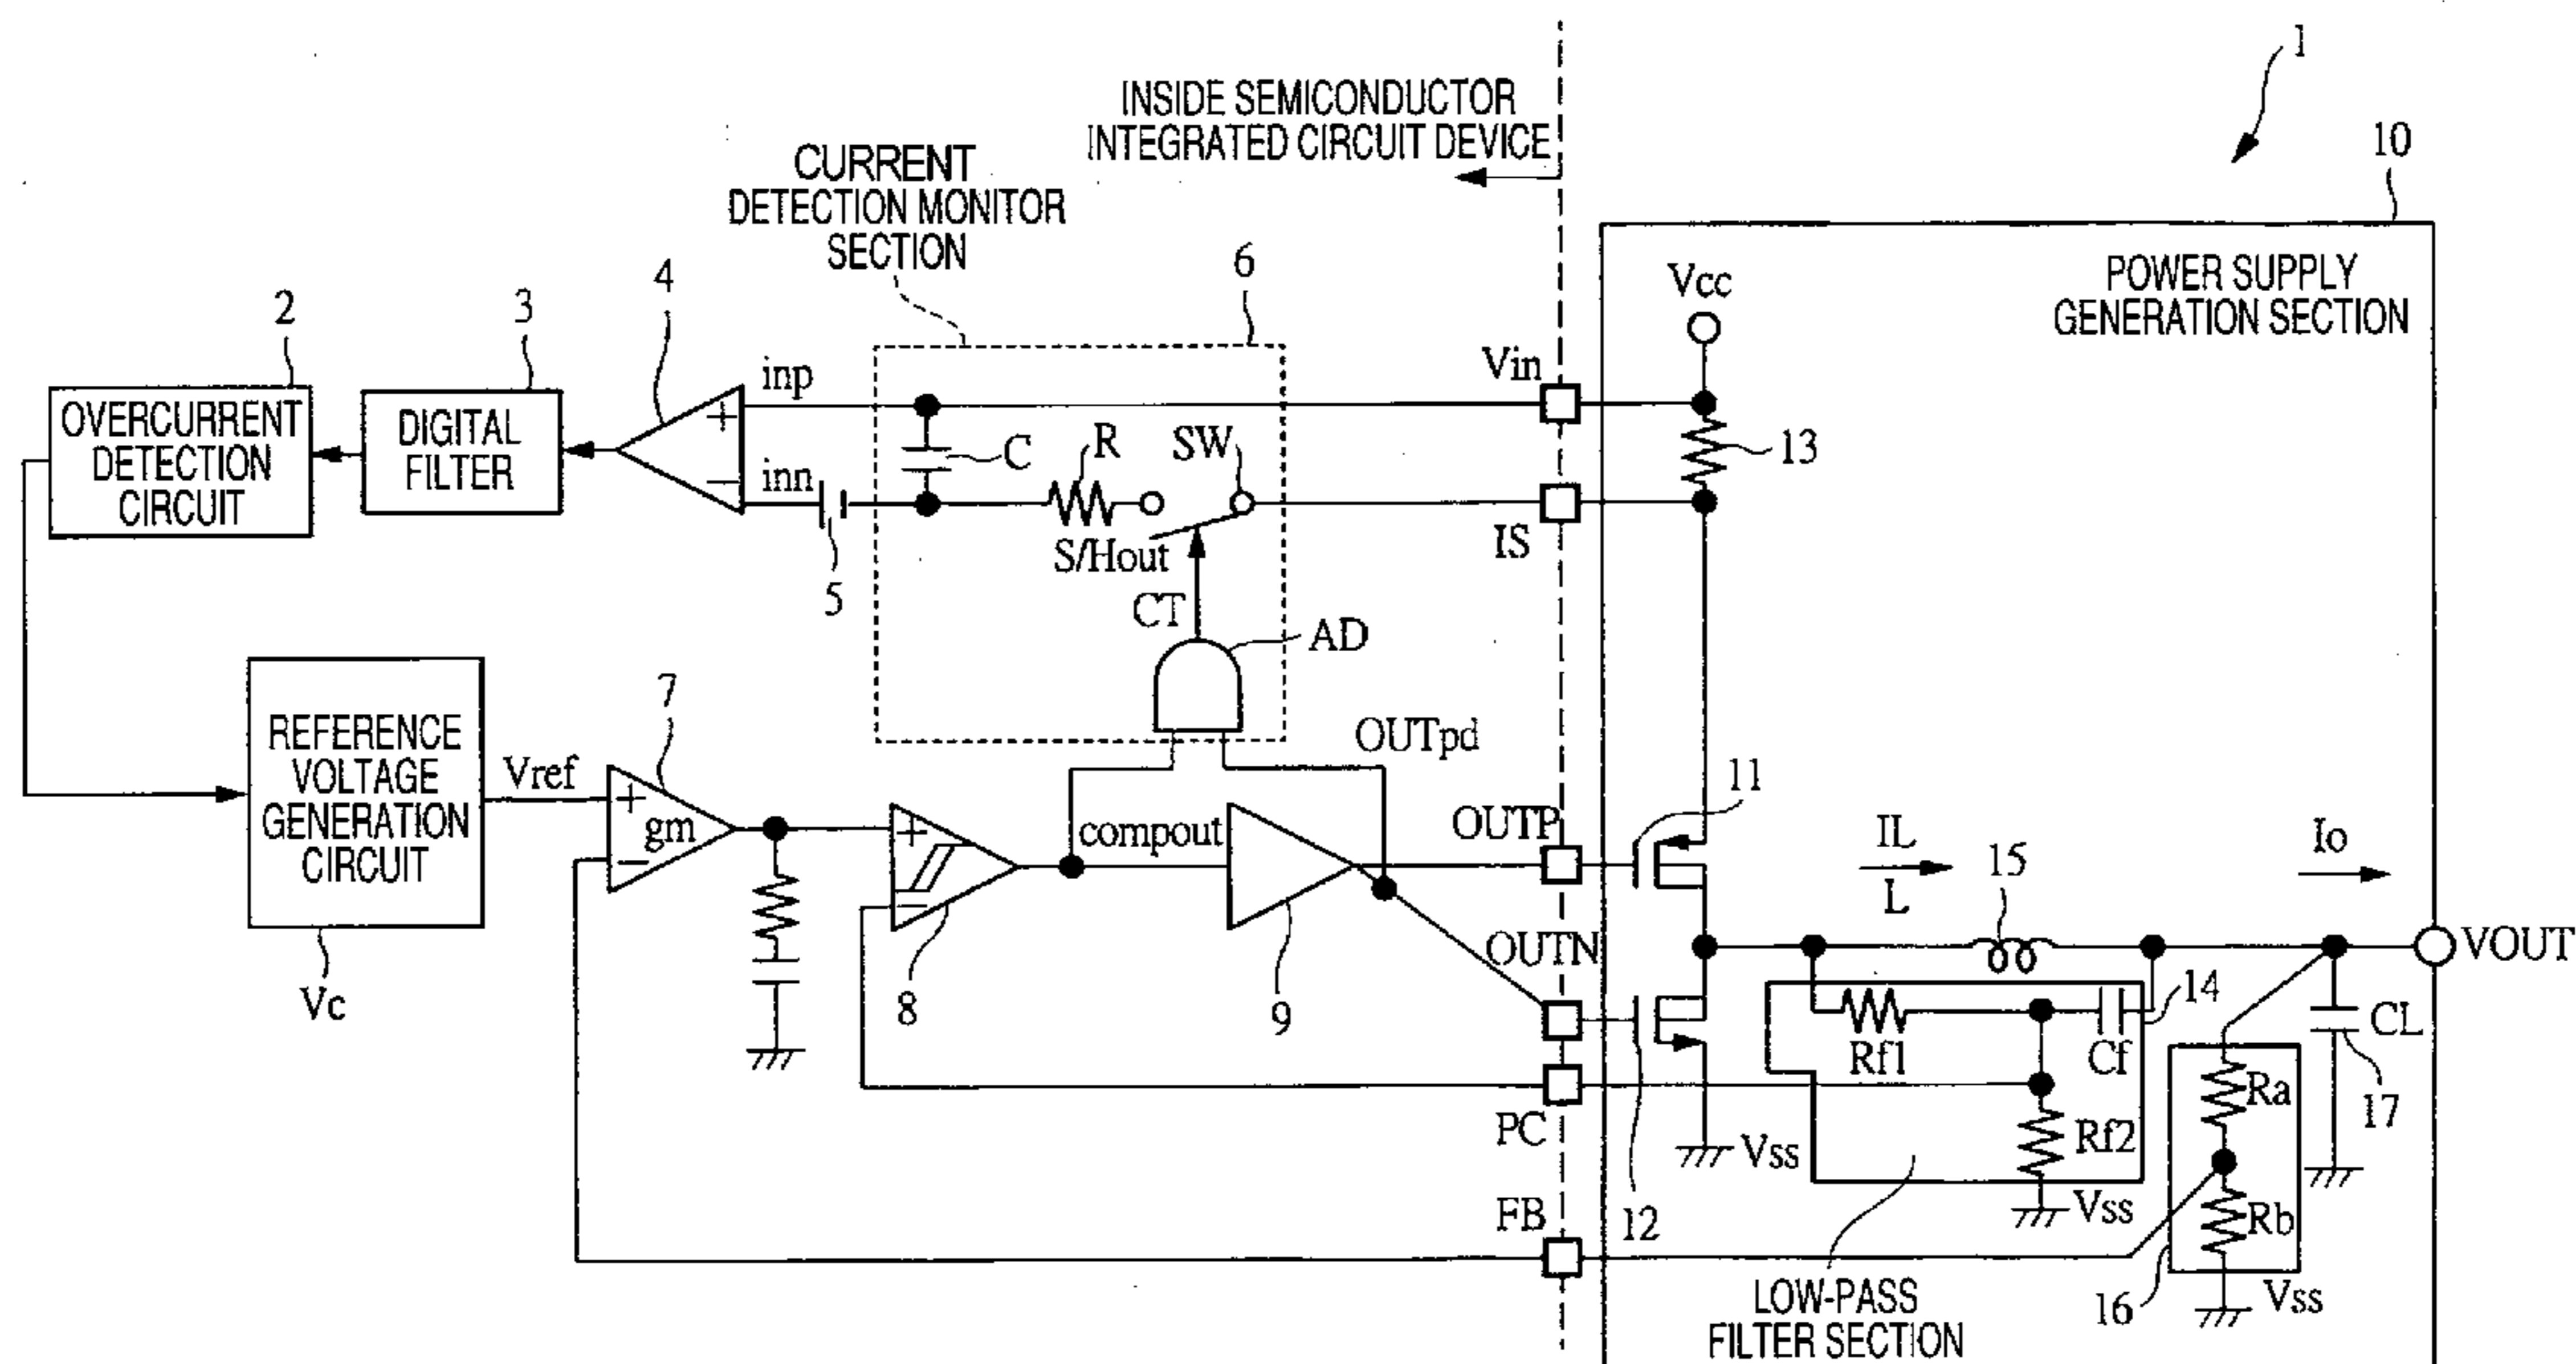 1
INSIDE SEMICONDUCTOR
INTEGRATED CIRCUIT DEVICE
10
CURRENT
DETECTION MONITOR
SECTION
POWER SUPPLY
GENERATION SECTION
Vcc
2
3
4
6
inp
Vin
OVERCURRENT
DETECTION
CIRCUIT
DIGITAL
FILTER
+
−
inn
C
R
SW
13
5
S/Hout
IS
CT
AD
REFERENCE
VOLTAGE
GENERATION
CIRCUIT
Vref
7
+
gm
−
OUTpd
11
+
−
compout
OUTP
IL
L
15
Io
Vc
8
9
OUTN
VOUT
14
Rf1
Cf
CL
17
PC
Vss
Rf2
Ra
FB
12
Vss
Rb
16
Vss
LOW-PASS
FILTER SECTION